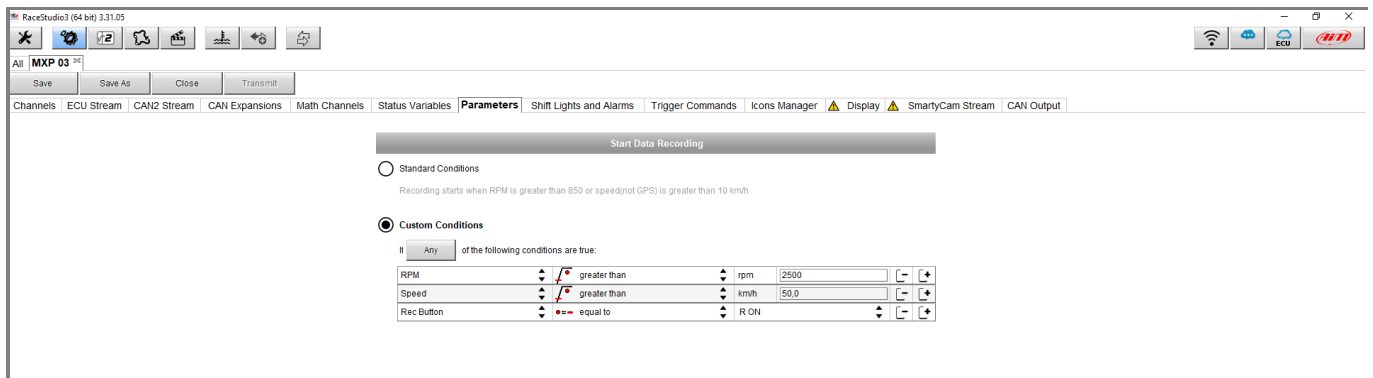 RaceStudio3 (64 bit) 3.31.05
ECU AiM
All MXP 03
Save Save As Close Transmit
Channels ECU Stream CAN2 Stream CAN Expansions Math Channels Status Variables Parameters Shift Lights and Alarms Trigger Commands Icons Manager Display SmartyCam Stream CAN Output
Start Data Recording
Standard Conditions
Recording starts when RPM is greater than 850 or speed(not GPS) is greater than 10 km/h
Custom Conditions
If Any of the following conditions are true:
RPM greater than rpm 2500
Speed greater than km/h 50,0
Rec Button equal to R ON